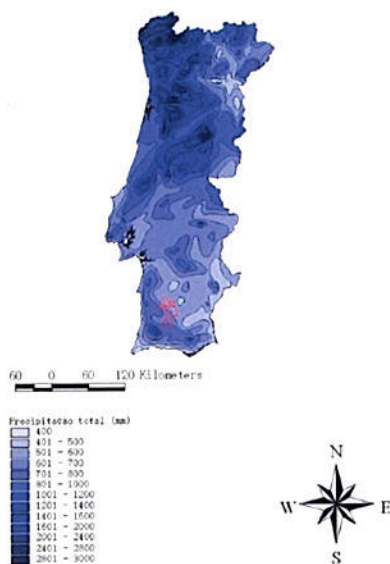 60 0 60 120 Kilometers
Precipitacao total (mm)
400
401 - 500
501 - 600
601 - 700
701 - 800
801 - 1000
1001 - 1200
1201 - 1400
1401 - 1600
1601 - 2000
2001 - 2400
2401 - 2800
2801 - 3000
N
W E
S